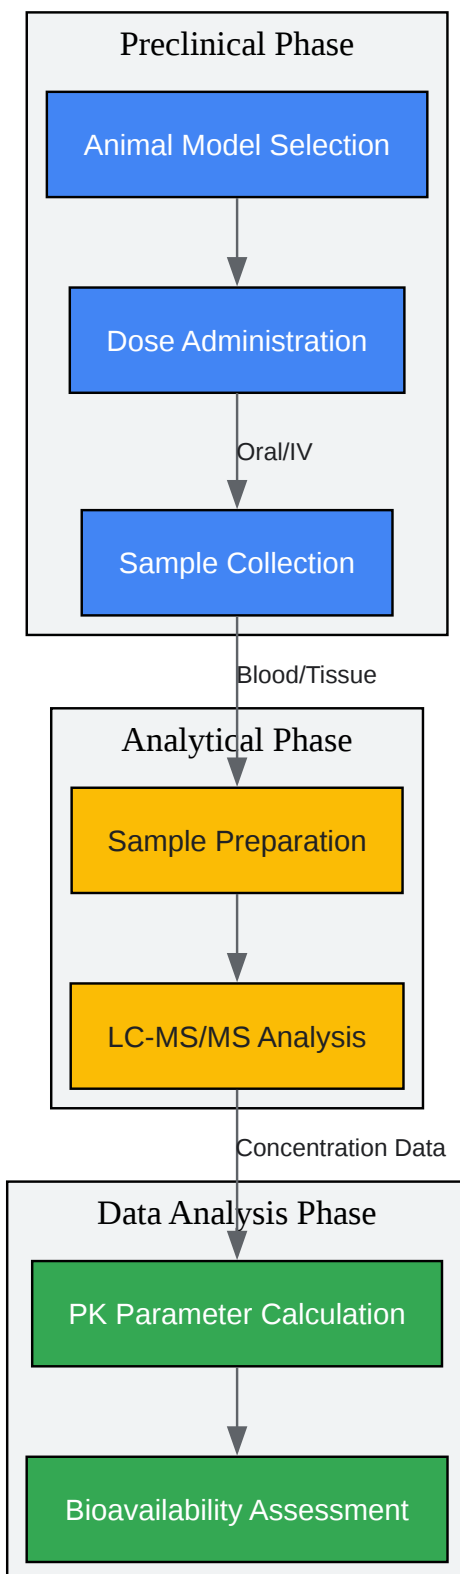 Preclinical Phase
Animal Model Selection
Dose Administration
Oral/IV
Sample Collection
Blood/Tissue
Analytical Phase
Sample Preparation
LC-MS/MS Analysis
Concentration Data
Data Analysis Phase
PK Parameter Calculation
Bioavailability Assessment